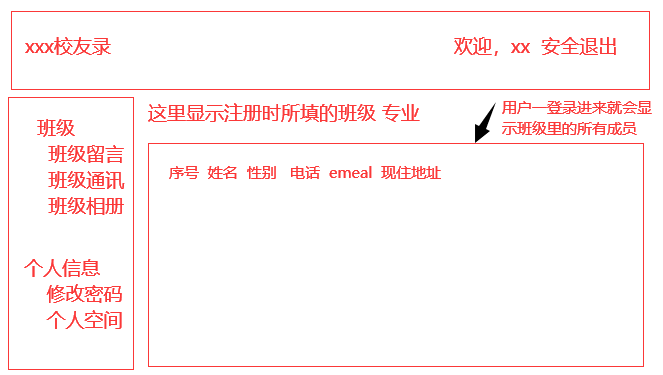 xxx校友录
欢迎，xx 安全退出
班级
班级留言
班级通讯
班级相册
个人信息
修改密码
个人空间
这里显示注册时所填的班级 专业
用户一登录进来就会显
示班级里的所有成员
序号 姓名 性别 电话 emeal 现住地址